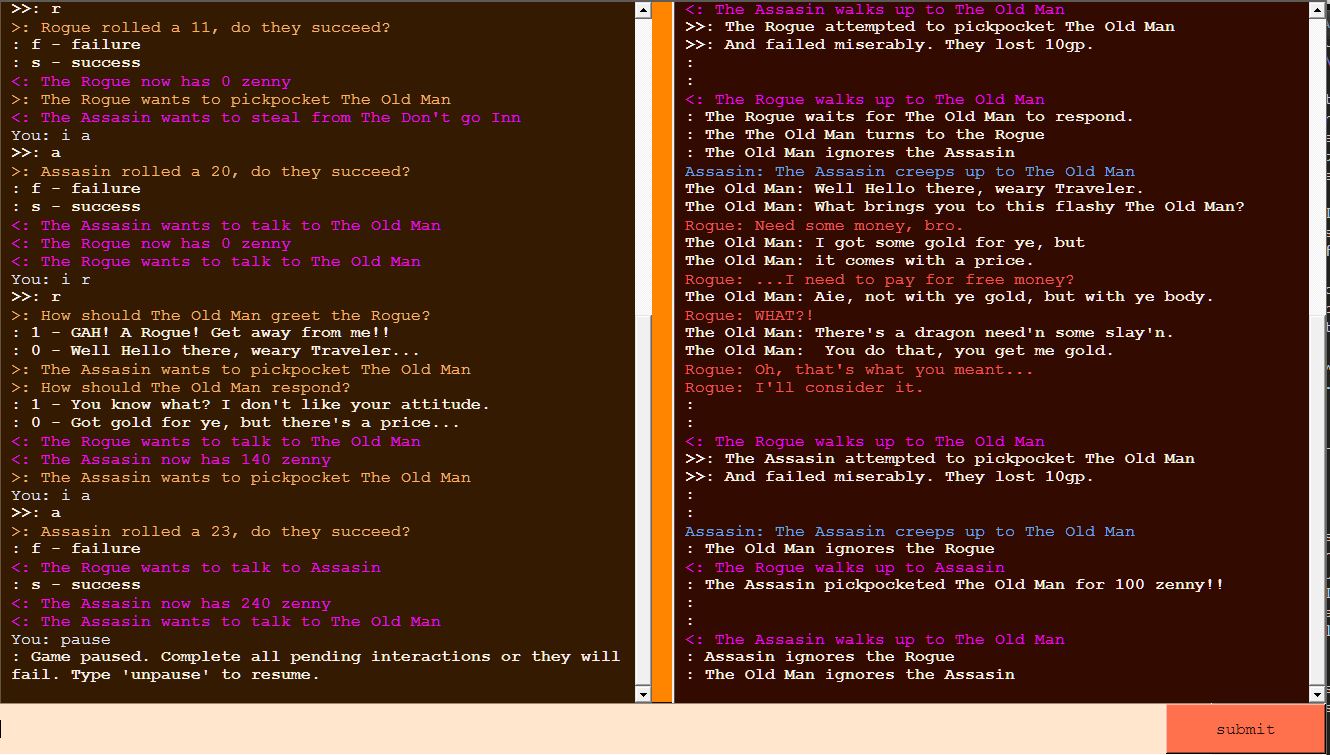 >>: r
>: Rogue rolled a 11, do they succeed?
: f - failure
: s - success
<: The Rogue now has 0 zenny
>: The Rogue wants to pickpocket The Old Man
<: The Assasin wants to steal from The Don't go Inn
You: i a
>>: a
>: Assasin rolled a 20, do they succeed?
: f - failure
: s - success
<: The Assasin wants to talk to The Old Man
<: The Rogue now has 0 zenny
<: The Rogue wants to talk to The Old Man
You: i r
>>: r
>: How should The Old Man greet the Rogue?
: 1 - GAH! A Rogue! Get away from me!!
: 0 - Well Hello there, weary Traveler...
>: The Assasin wants to pickpocket The Old Man
>: How should The Old Man respond?
: 1 - You know what? I don't like your attitude.
: 0 - Got gold for ye, but there's a price...
<: The Rogue wants to talk to The Old Man
<: The Assasin now has 140 zenny
>: The Assasin wants to pickpocket The Old Man
You: i a
>>: a
>: Assasin rolled a 23, do they succeed?
: f - failure
<: The Rogue wants to talk to Assasin
: s - success
<: The Assasin now has 240 zenny
<: The Assasin wants to talk to The Old Man
You: pause
: Game paused. Complete all pending interactions or they will
fail. Type 'unpause' to resume.
<: The Assasin walks up to The Old Man
>>: The Rogue attempted to pickpocket The Old Man
>>: And failed miserably. They lost 10gp.
:
:
<: The Rogue walks up to The Old Man
: The Rogue waits for The Old Man to respond.
: The The Old Man turns to the Rogue
: The Old Man ignores the Assasin
Assasin: The Assasin creeps up to The Old Man
The Old Man: Well Hello there, weary Traveler.
The Old Man: What brings you to this flashy The Old Man?
Rogue: Need some money, bro.
The Old Man: I got some gold for ye, but
The Old Man: it comes with a price.
Rogue: ...I need to pay for free money?
The Old Man: Aie, not with ye gold, but with ye body.
Rogue: WHAT?!
The Old Man: There's a dragon need'n some slay'n.
The Old Man:  You do that, you get me gold.
Rogue: Oh, that's what you meant...
Rogue: I'll consider it.
:
:
<: The Rogue walks up to The Old Man
>>: The Assasin attempted to pickpocket The Old Man
>>: And failed miserably. They lost 10gp.
:
:
Assasin: The Assasin creeps up to The Old Man
: The Old Man ignores the Rogue
<: The Rogue walks up to Assasin
: The Assasin pickpocketed The Old Man for 100 zenny!!
:
:
<: The Assasin walks up to The Old Man
: Assasin ignores the Rogue
: The Old Man ignores the Assasin
submit